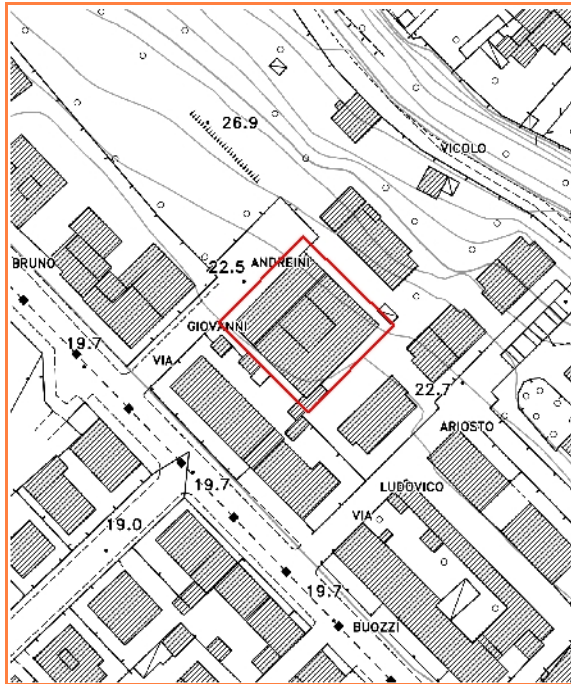 26.9
VICOLO
ANDREINI
BRUNO
22.5
GIOVANNI
19.7
VIA
22.7
ARIOSTO
LUDOVICO
19.7
VIA
19.0
19.7
BUOZZI